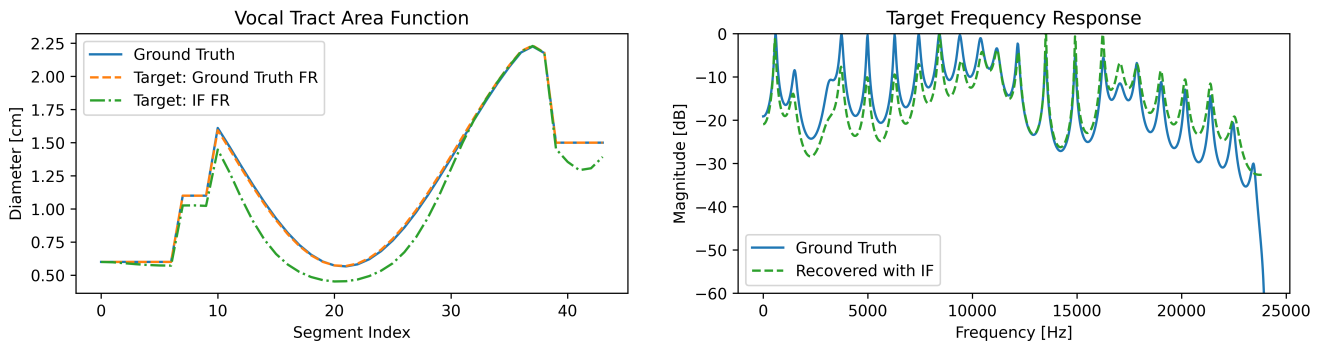 Vocal Tract Area Function
Diameter [cm]
2.25
2.00
1.75
1.50
1.25
1.00
0.75
0.50
Ground Truth
Target: Ground Truth FR
Target: IF FR
0 10 20 30 40
Segment Index
Target Frequency Response
Magnitude [dB]
0
−10
−20
−30
−40
−50
−60
Ground Truth
Recovered with IF
0 5000 10000 15000 20000 25000
Frequency [Hz]